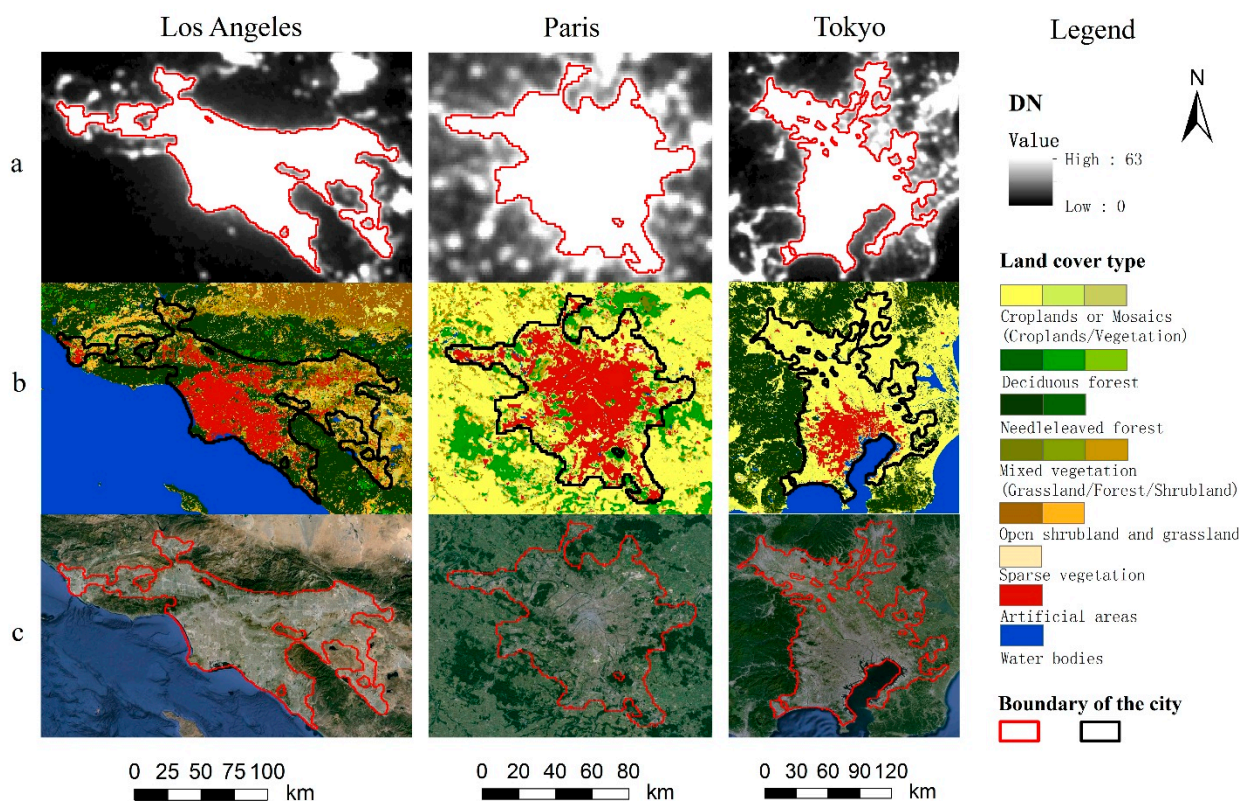 Los Angeles
Paris
Tokyo
Legend
N
DN
Value
High : 63
Low : 0
a
b
c
Land cover type
Croplands or Mosaics
(Croplands/Vegetation)
Deciduous forest
Needleleaved forest
Mixed vegetation
(Grassland/Forest/Shrubland)
Open shrubland and grassland
Sparse vegetation
Artificial areas
Water bodies
Boundary of the city
0 25 50 75 100
km
0 20 40 60 80
km
0 30 60 90 120
km